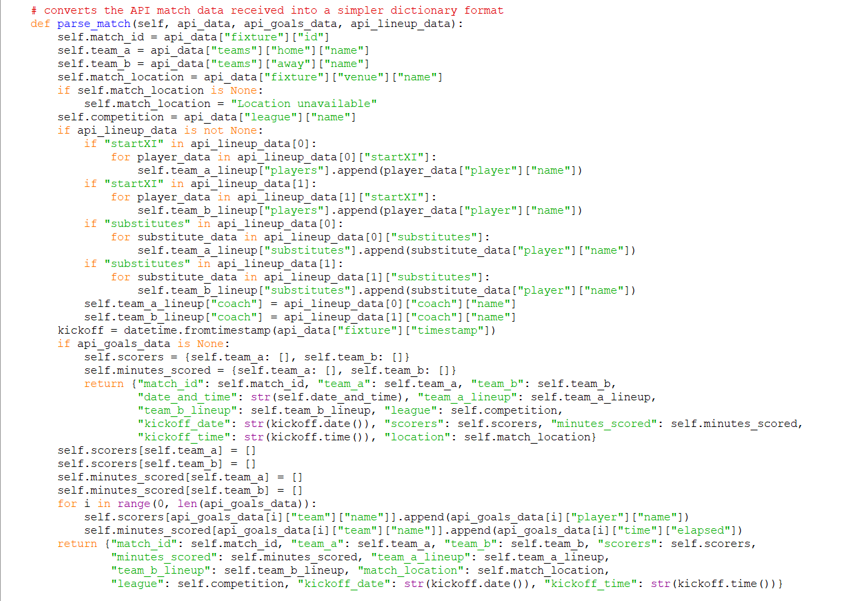 # converts the API match data received into a simpler dictionary format
def parse_match(self, api_data, api_goals_data, api_lineup_data):
    self.match_id = api_data["fixture"]["id"]
    self.team_a = api_data["teams"]["home"]["name"]
    self.team_b = api_data["teams"]["away"]["name"]
    self.match_location = api_data["fixture"]["venue"]["name"]
    if self.match_location is None:
        self.match_location = "Location unavailable"
    self.competition = api_data["league"]["name"]
    if api_lineup_data is not None:
        if "startXI" in api_lineup_data[0]:
            for player_data in api_lineup_data[0]["startXI"]:
                self.team_a_lineup["players"].append(player_data["player"]["name"])
        if "startXI" in api_lineup_data[1]:
            for player_data in api_lineup_data[1]["startXI"]:
                self.team_b_lineup["players"].append(player_data["player"]["name"])
        if "substitutes" in api_lineup_data[0]:
            for substitute_data in api_lineup_data[0]["substitutes"]:
                self.team_a_lineup["substitutes"].append(substitute_data["player"]["name"])
        if "substitutes" in api_lineup_data[1]:
            for substitute_data in api_lineup_data[1]["substitutes"]:
                self.team_b_lineup["substitutes"].append(substitute_data["player"]["name"])
        self.team_a_lineup["coach"] = api_lineup_data[0]["coach"]["name"]
        self.team_b_lineup["coach"] = api_lineup_data[1]["coach"]["name"]
    kickoff = datetime.fromtimestamp(api_data["fixture"]["timestamp"])
    if api_goals_data is None:
        self.scorers = {self.team_a: [], self.team_b: []}
        self.minutes_scored = {self.team_a: [], self.team_b: []}
        return {"match_id": self.match_id, "team_a": self.team_a, "team_b": self.team_b,
                "date_and_time": str(self.date_and_time), "team_a_lineup": self.team_a_lineup,
                "team_b_lineup": self.team_b_lineup, "league": self.competition,
                "kickoff_date": str(kickoff.date()), "scorers": self.scorers, "minutes_scored": self.minutes_scored,
                "kickoff_time": str(kickoff.time()), "location": self.match_location}
    self.scorers[self.team_a] = []
    self.scorers[self.team_b] = []
    self.minutes_scored[self.team_a] = []
    self.minutes_scored[self.team_b] = []
    for i in range(0, len(api_goals_data)):
        self.scorers[api_goals_data[i]["team"]["name"]].append(api_goals_data[i]["player"]["name"])
        self.minutes_scored[api_goals_data[i]["team"]["name"]].append(api_goals_data[i]["time"]["elapsed"])
    return {"match_id": self.match_id, "team_a": self.team_a, "team_b": self.team_b, "scorers": self.scorers,
            "minutes_scored": self.minutes_scored, "team_a_lineup": self.team_a_lineup,
            "team_b_lineup": self.team_b_lineup, "match_location": self.match_location,
            "league": self.competition, "kickoff_date": str(kickoff.date()), "kickoff_time": str(kickoff.time())}